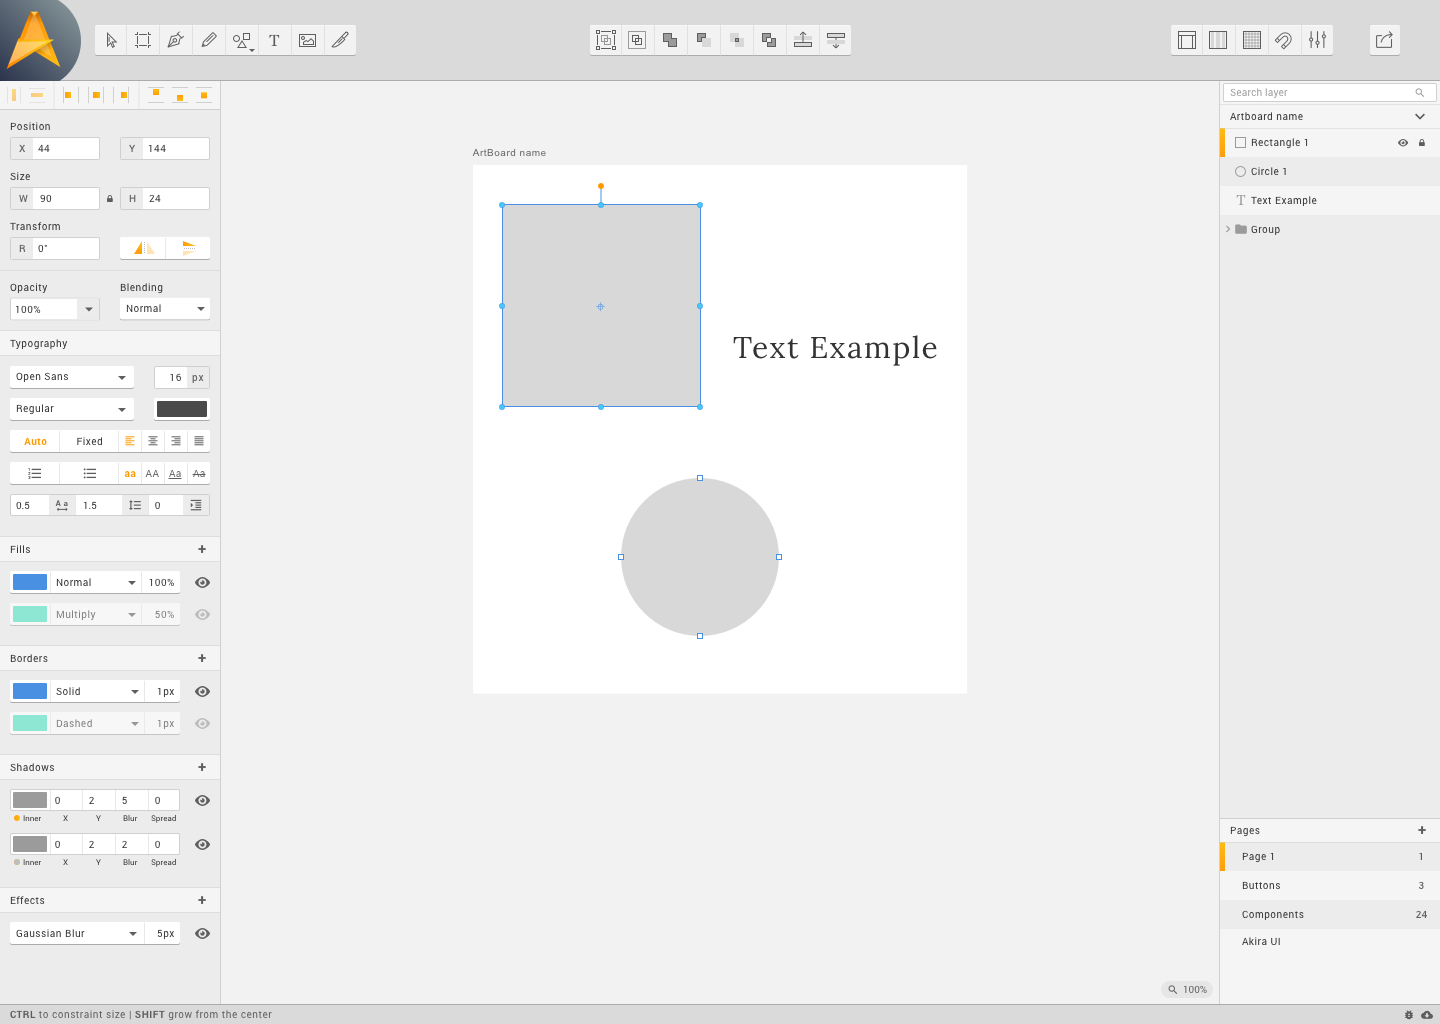 T
Position
X 44 Y 144
Size
W 90 H 24
Transform
R 0°
Opacity Blending
100% Normal
Typography
Open Sans 16 px
Regular
Auto Fixed
aa AA Aa Aa
0.5 Aa 1.5 0
Fills +
Normal 100%
Multiply 50%
Borders +
Solid 1px
Dashed 1px
Shadows +
0 2 5 0
Inner X Y Blur Spread
0 2 2 0
Inner X Y Blur Spread
Effects +
Gaussian Blur 5px
ArtBoard name
Text Example
100%
Search layer
Artboard name
Rectangle 1
Circle 1
T Text Example
Group
Pages +
Page 1 1
Buttons 3
Components 24
Akira UI
CTRL to constraint size | SHIFT grow from the center